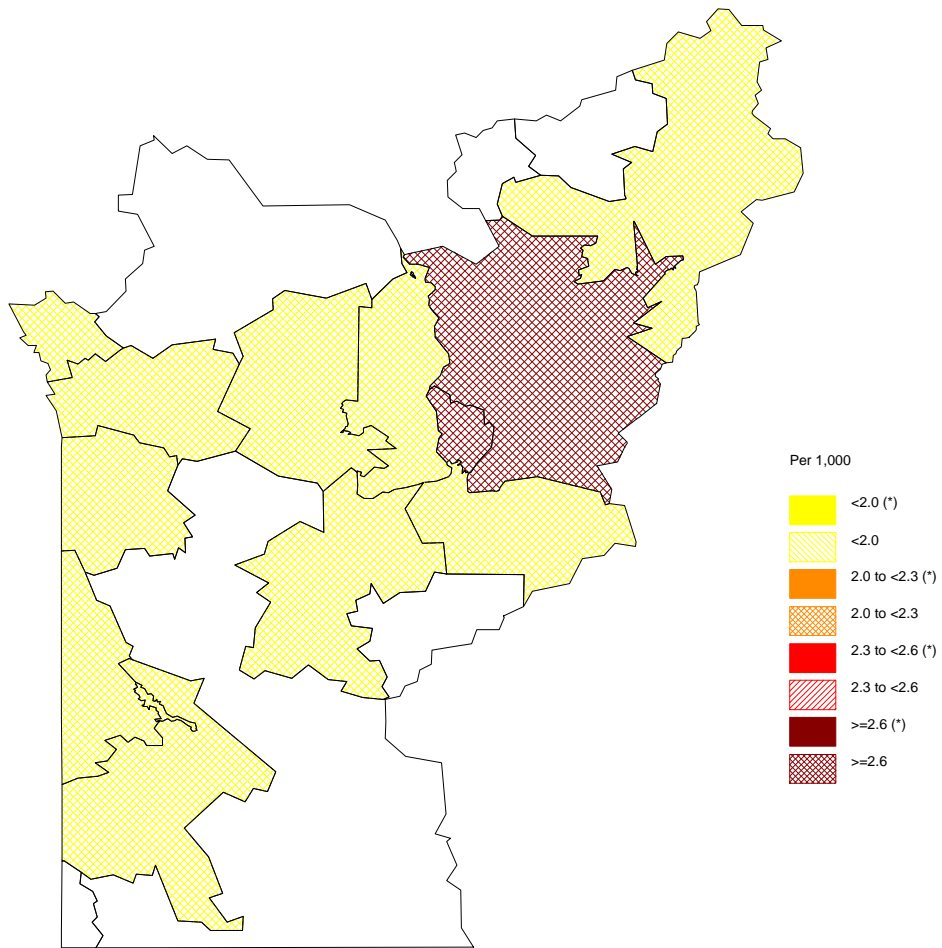 Per 1,000
<2.0 (*)
<2.0
2.0 to <2.3 (*)
2.0 to <2.3
2.3 to <2.6 (*)
2.3 to <2.6
>=2.6 (*)
>=2.6